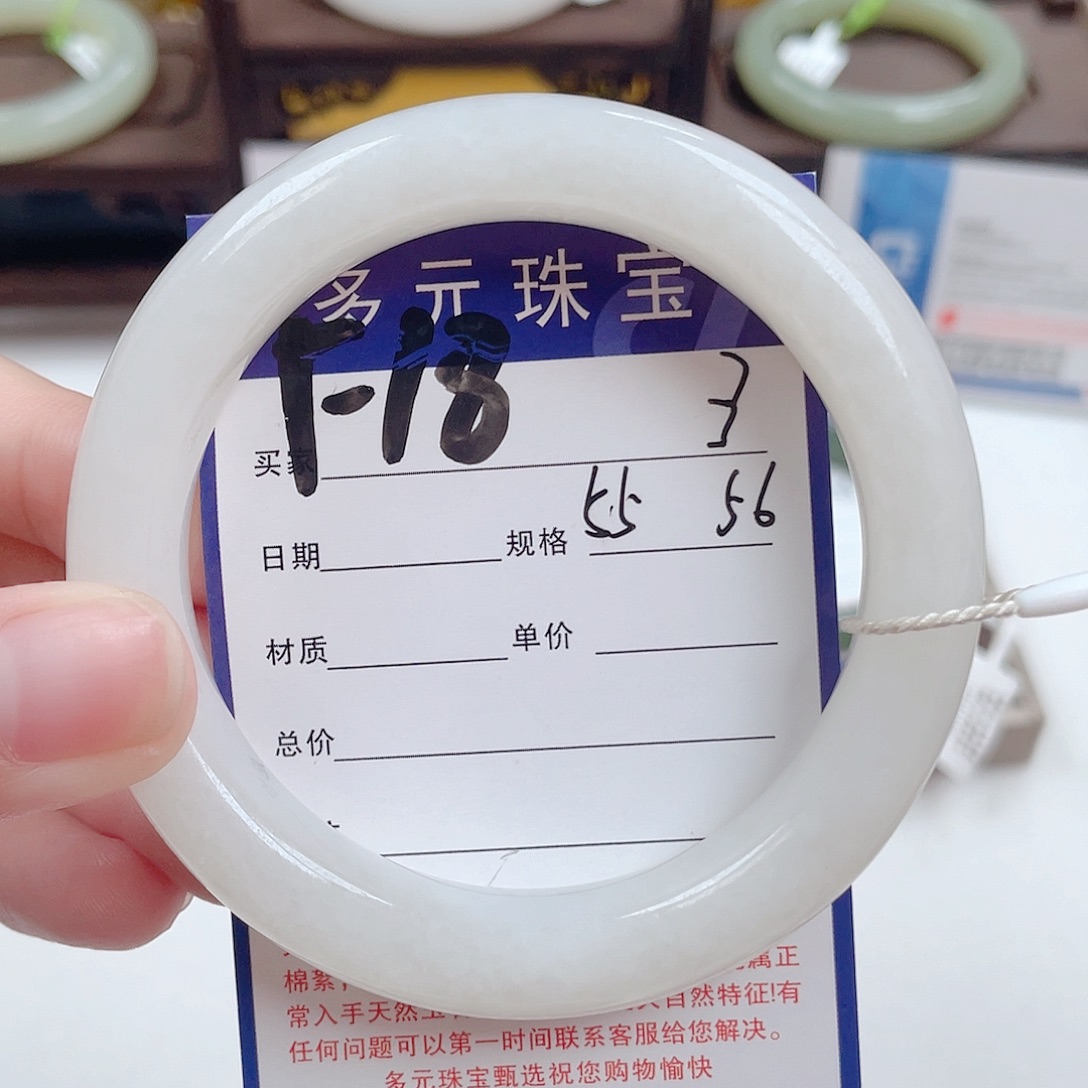 多元珠宝
T-18 3
买家
55 56
日期 规格
材质 单价
总价
属正
棉絮,
常入手天然玉 自然特征!有
任何问题可以第一时间联系客服给您解决。
多元珠宝甄选祝您购物愉快